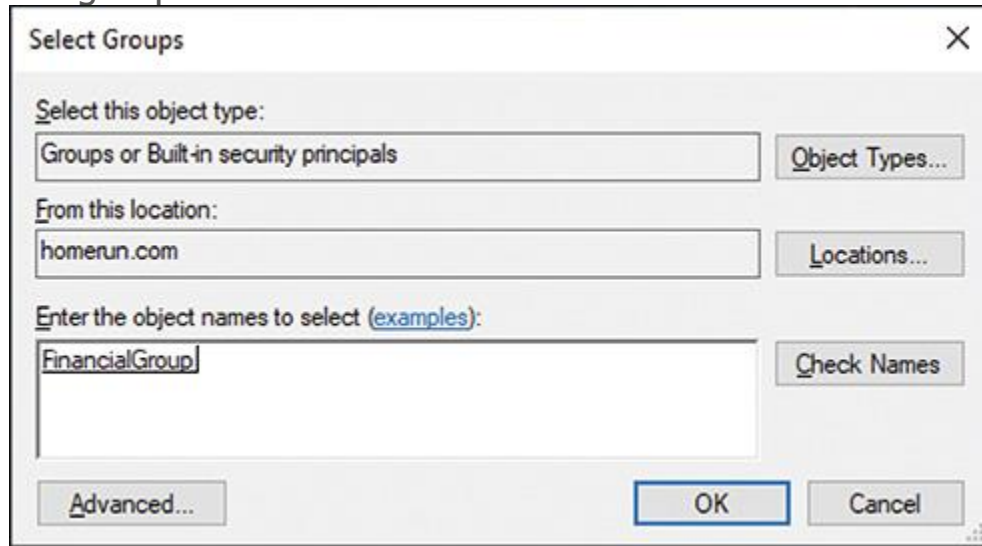 Select Groups
Select this object type:
Groups or Built-in security principals
Object Types...
From this location:
homerun.com
Locations...
Enter the object names to select (examples):
FinancialGroup
Check Names
Advanced...
OK
Cancel